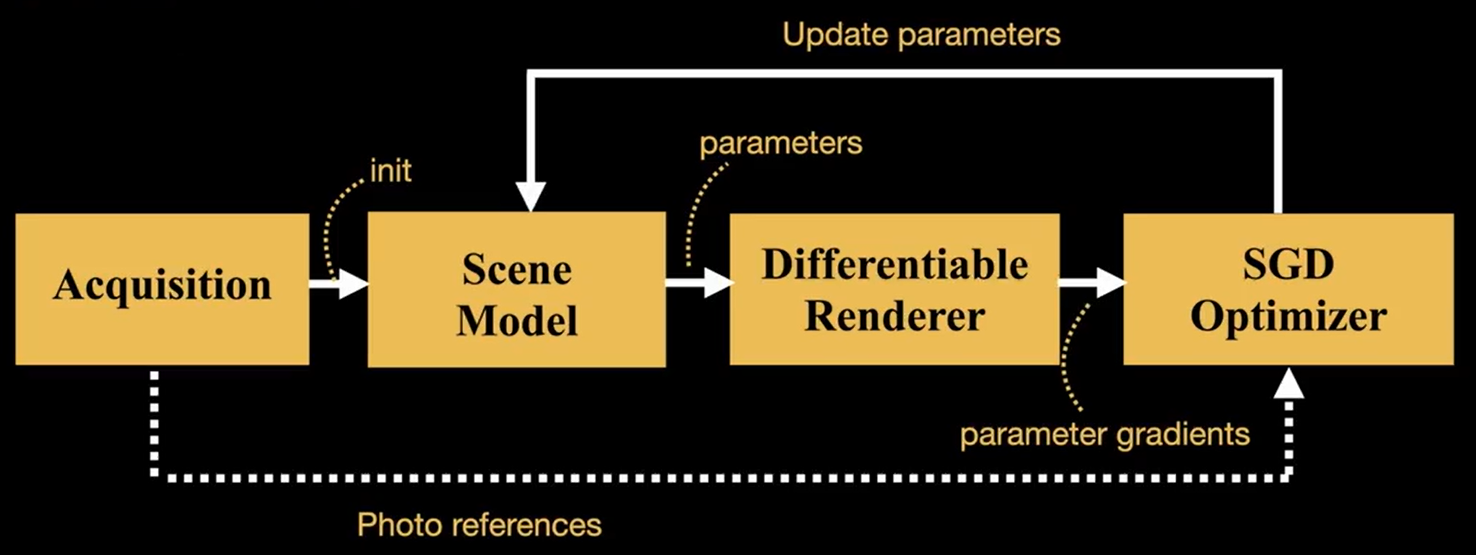 Update parameters
parameters
init
Acquisition
Scene
Model
Differentiable
Renderer
SGD
Optimizer
parameter gradients
Photo references